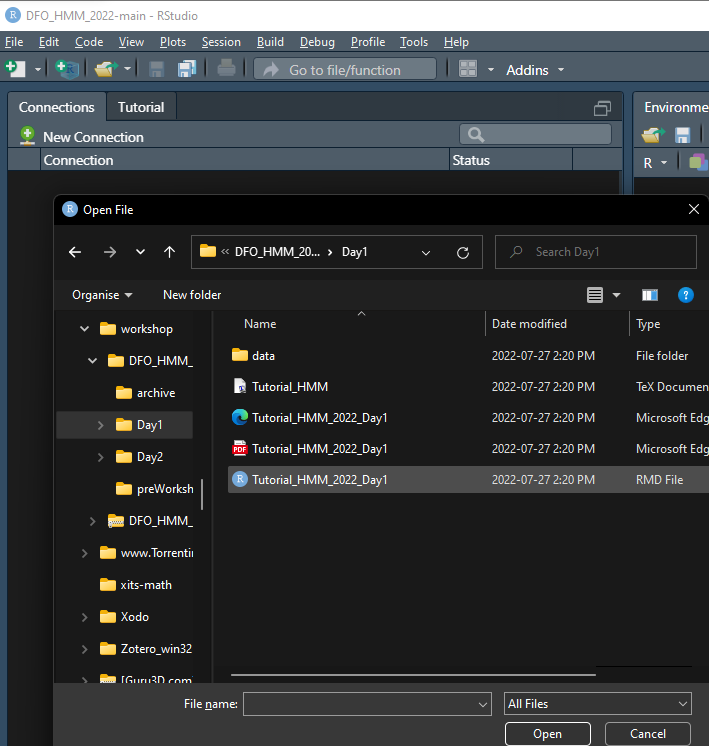 DFO_HMM_2022-main - RStudio
File Edit Code View Plots Session Build Debug Profile Tools Help
Go to file/function Addins
Connections Tutorial Environme
New Connection
Connection Status R
Open File
« DFO_HMM_20... › Day1 Search Day1
Organise New folder
Name Date modified Type
workshop
data 2022-07-27 2:20 PM File folder
DFO_HMM_
Tutorial_HMM 2022-07-27 2:20 PM TeX Documen
archive
Tutorial_HMM_2022_Day1 2022-07-27 2:20 PM Microsoft Edg
Day1
Tutorial_HMM_2022_Day1 2022-07-27 2:20 PM Microsoft Edg
Day2
Tutorial_HMM_2022_Day1 2022-07-27 2:20 PM RMD File
preWorksh
DFO_HMM_
www.Torrentin
xits-math
Xodo
Zotero_win32
[Guru3D.com]
File name: All Files
Open Cancel